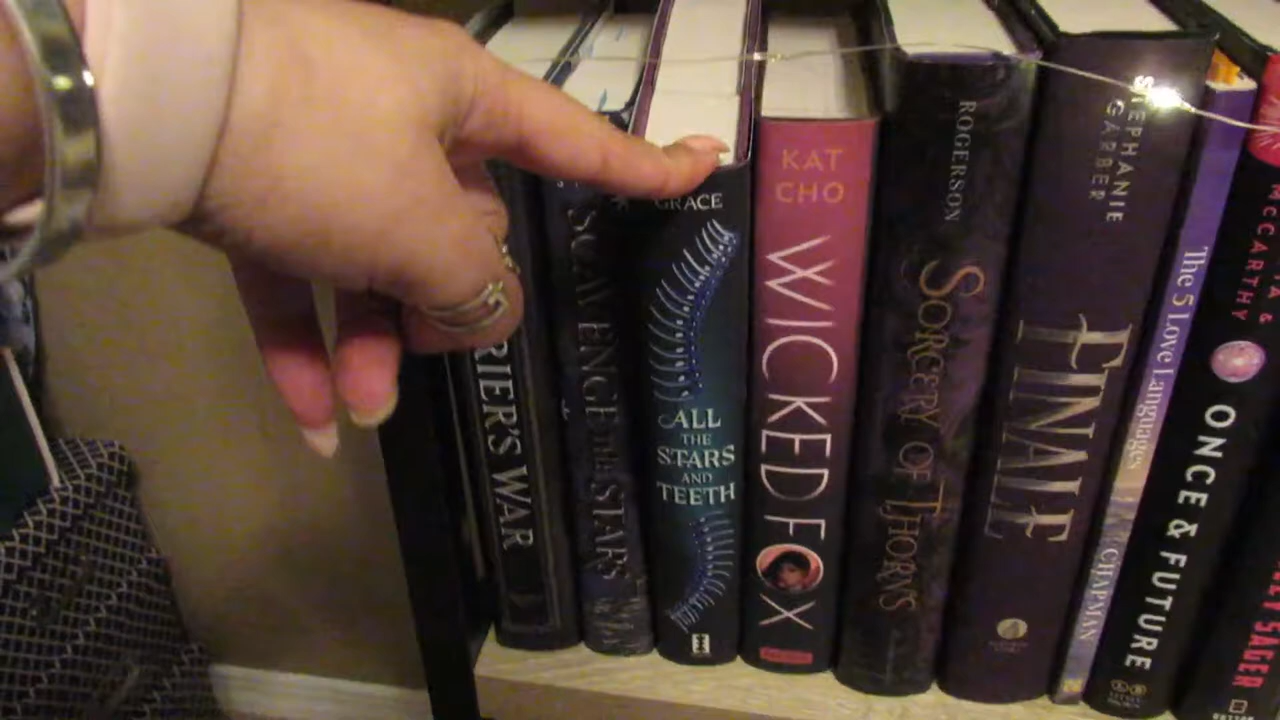 RIER'S WAR
SCAVENGE THE STARS
GRACE
ALL
THE
STARS
AND
TEETH
KAT
CHO
WICKED FOX
ROGERSON
SORCERY OF THORNS
STEPHANIE
GARBER
FINALE
The 5 Love Languages
CHAPMAN
MCCARTHY
ONCE & FUTURE
SAGER